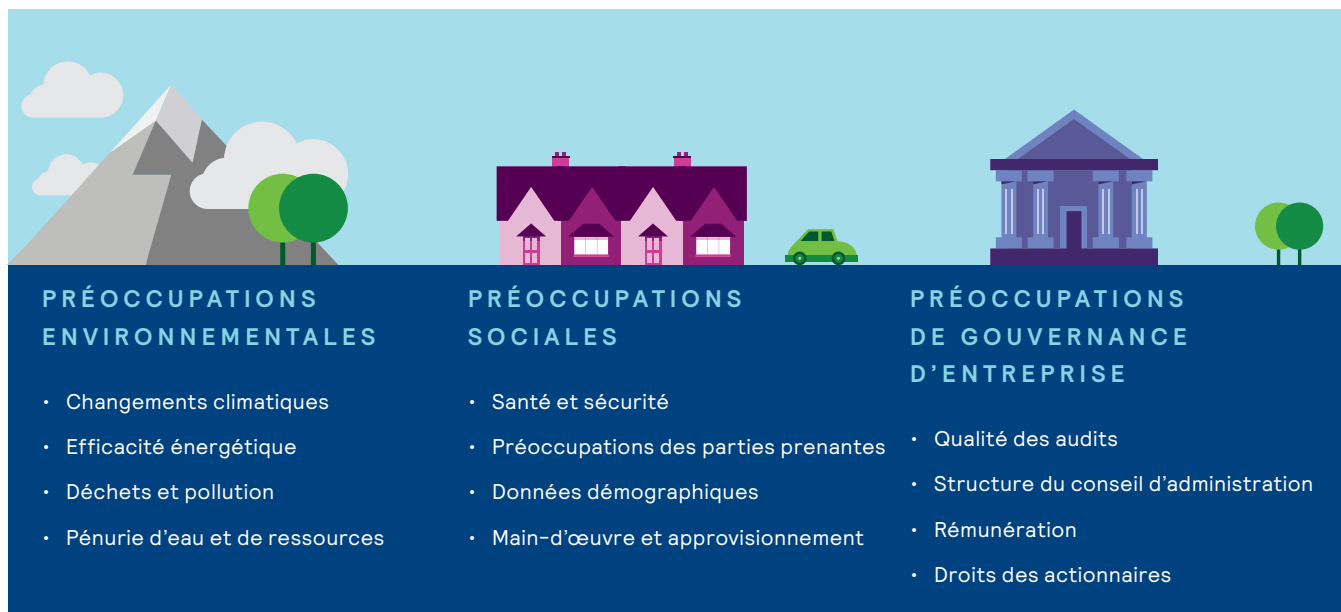 PRÉOCCUPATIONS
ENVIRONNEMENTALES
• Changements climatiques
• Efficacité énergétique
• Déchets et pollution
• Pénurie d'eau et de ressources
PRÉOCCUPATIONS
SOCIALES
• Santé et sécurité
• Préoccupations des parties prenantes
• Données démographiques
• Main-d'œuvre et approvisionnement
PRÉOCCUPATIONS
DE GOUVERNANCE
D'ENTREPRISE
• Qualité des audits
• Structure du conseil d'administration
• Rémunération
• Droits des actionnaires